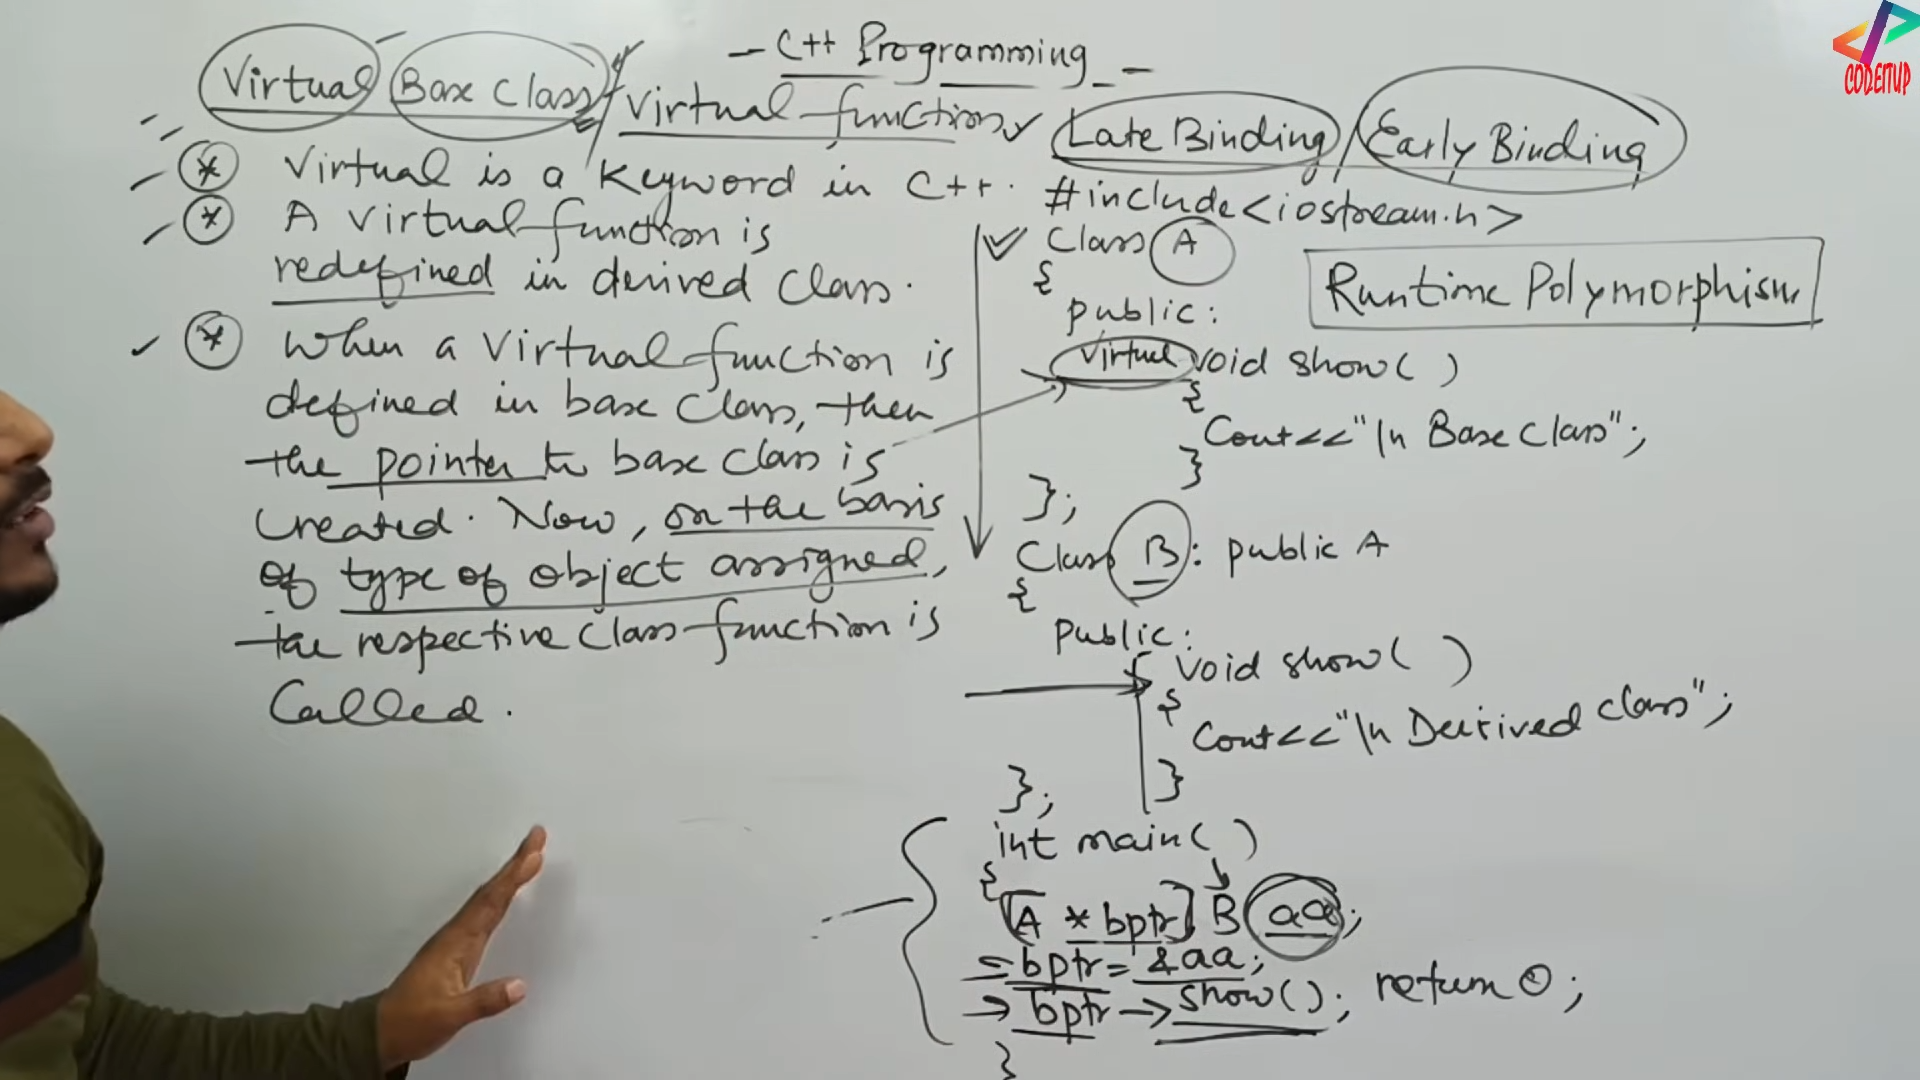 - C++ Programming -
Virtual Base Class / Virtual function
Late Binding / Early Binding
* Virtual is a Keyword in C++.
* A Virtual function is
redefined in derived Class.
* When a Virtual function is
defined in base Class, then
the pointer to base class is
Created. Now, on the basis
of type of object assigned,
the respective Class function is
Called.
#include<iostream.h>
Class A
{
public:
Virtual void show( )
{
Cout<<"\n Base Class";
}
};
Class B : public A
{
Public:
void show( )
{
Cout<<"\n Derived Class";
}
};
int main( )
{
A *bptr; B aa;
bptr = &aa;
bptr -> show(); return 0;
}
Runtime Polymorphism
CODEITUP